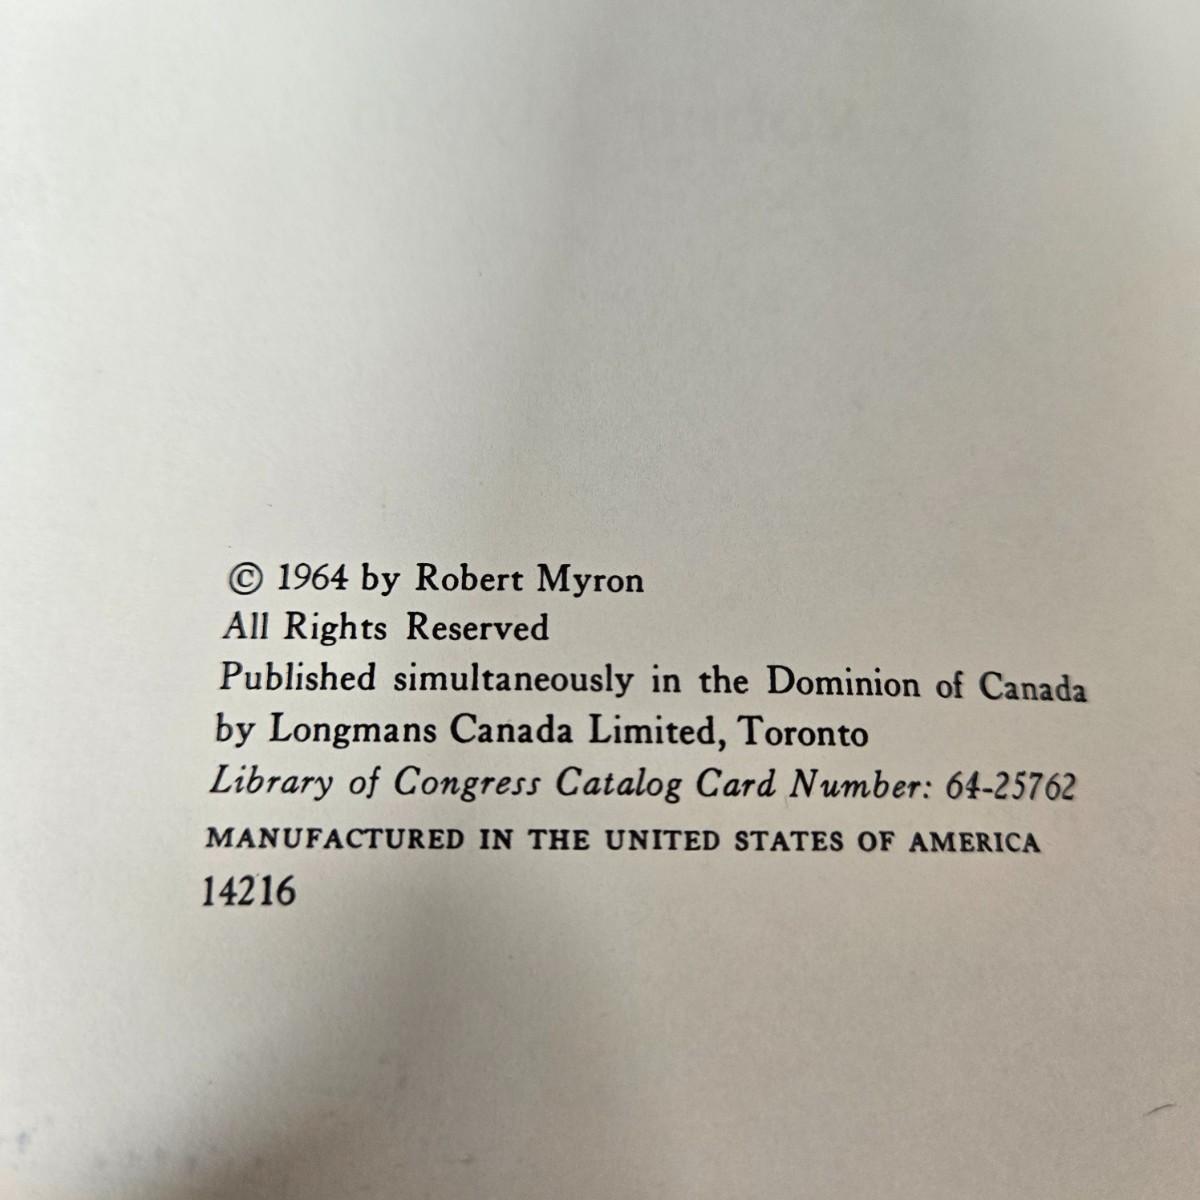 © 1964 by Robert Myron
All Rights Reserved
Published simultaneously in the Dominion of Canada
by Longmans Canada Limited, Toronto
Library of Congress Catalog Card Number: 64-25762
MANUFACTURED IN THE UNITED STATES OF AMERICA
14216